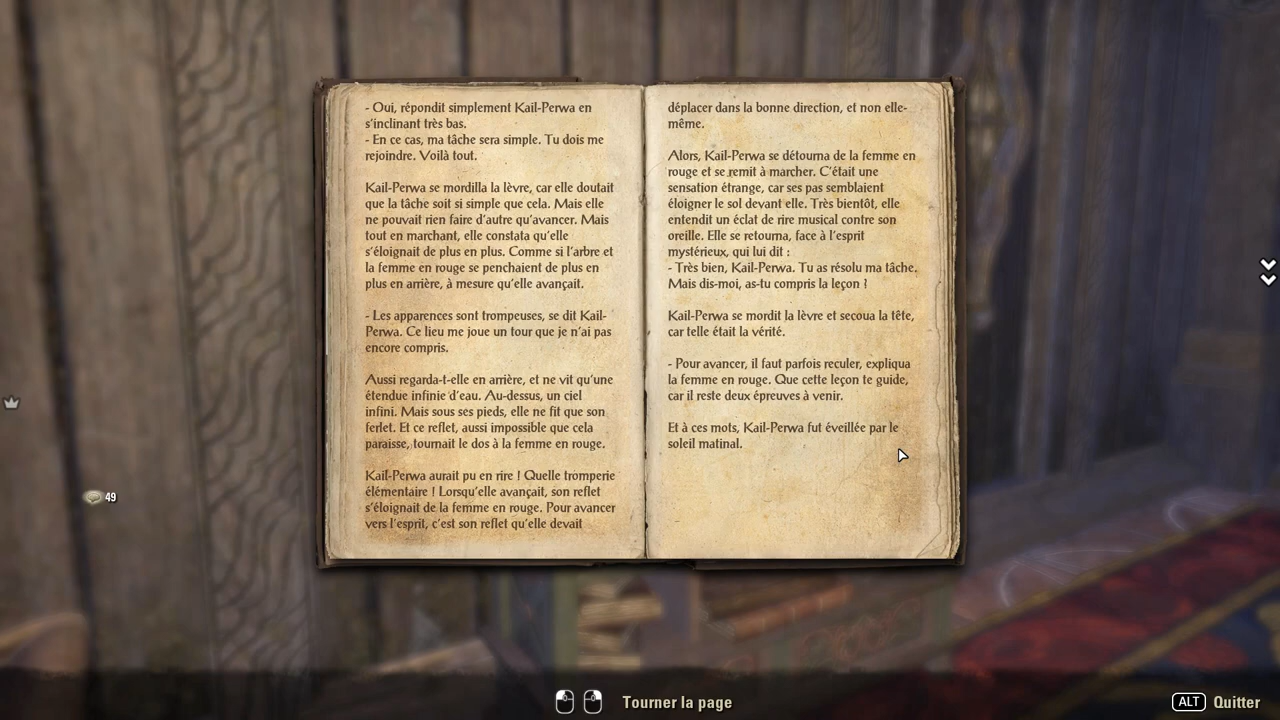 - Oui, répondit simplement Kail-Perwa en
s'inclinant très bas.
- En ce cas, ma tâche sera simple. Tu dois me
rejoindre. Voilà tout.
Kail-Perwa se mordilla la lèvre, car elle doutait
que la tâche soit si simple que cela. Mais elle
ne pouvait rien faire d'autre qu'avancer. Mais
tout en marchant, elle constata qu'elle
s'éloignait de plus en plus. Comme si l'arbre et
la femme en rouge se penchaient de plus en
plus en arrière, à mesure qu'elle avançait.
- Les apparences sont trompeuses, se dit Kail-
Perwa. Ce lieu me joue un tour que je n'ai pas
encore compris.
Aussi regarda-t-elle en arrière, et ne vit qu'une
étendue infinie d'eau. Au-dessus, un ciel
infini. Mais sous ses pieds, elle ne fit que son
ferlet. Et ce reflet, aussi impossible que cela
paraisse, tournait le dos à la femme en rouge.
Kail-Perwa aurait pu en rire ! Quelle tromperie
élémentaire ! Lorsqu'elle avançait, son reflet
s'éloignait de la femme en rouge. Pour avancer
vers l'esprit, c'est son reflet qu'elle devait
déplacer dans la bonne direction, et non elle-
même.
Alors, Kail-Perwa se détourna de la femme en
rouge et se remit à marcher. C'était une
sensation étrange, car ses pas semblaient
éloigner le sol devant elle. Très bientôt, elle
entendit un éclat de rire musical contre son
oreille. Elle se retourna, face à l'esprit
mystérieux, qui lui dit :
- Très bien, Kail-Perwa. Tu as résolu ma tâche.
Mais dis-moi, as-tu compris la leçon ?
Kail-Perwa se mordit la lèvre et secoua la tête,
car telle était la vérité.
- Pour avancer, il faut parfois reculer, expliqua
la femme en rouge. Que cette leçon te guide,
car il reste deux épreuves à venir.
Et à ces mots, Kail-Perwa fut éveillée par le
soleil matinal.
49
Tourner la page
ALT Quitter